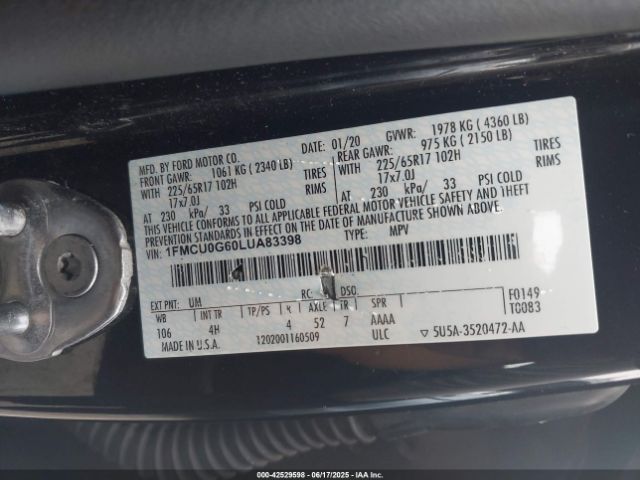 MFD. BY FORD MOTOR CO. DATE: 01/20 GVWR: 1978 KG ( 4360 LB)
FRONT GAWR: 1061 KG ( 2340 LB) REAR GAWR: 975 KG ( 2150 LB)
WITH 225/65R17 102H TIRES WITH 225/65R17 102H TIRES
17x7.0J RIMS 17x7.0J RIMS
AT 230 kPa/ 33 PSI COLD AT 230 kPa/ 33 PSI COLD
THIS VEHICLE CONFORMS TO ALL APPLICABLE FEDERAL MOTOR VEHICLE SAFETY AND THEFT
PREVENTION STANDARDS IN EFFECT ON THE DATE OF MANUFACTURE SHOWN ABOVE.
VIN: 1FMCU0G60LUA83398 TYPE: MPV
EXT PNT: UM RC: DSO: F0149
WB INT TR TP/PS R AXLE TR SPR TG083
106 4H 4 52 7 AAAA
MADE IN U.S.A. 1202001160509 ULC ▽ 5U5A-3520472-AA
(000-42529598 - 06/17/2025 - IAAI.COM)